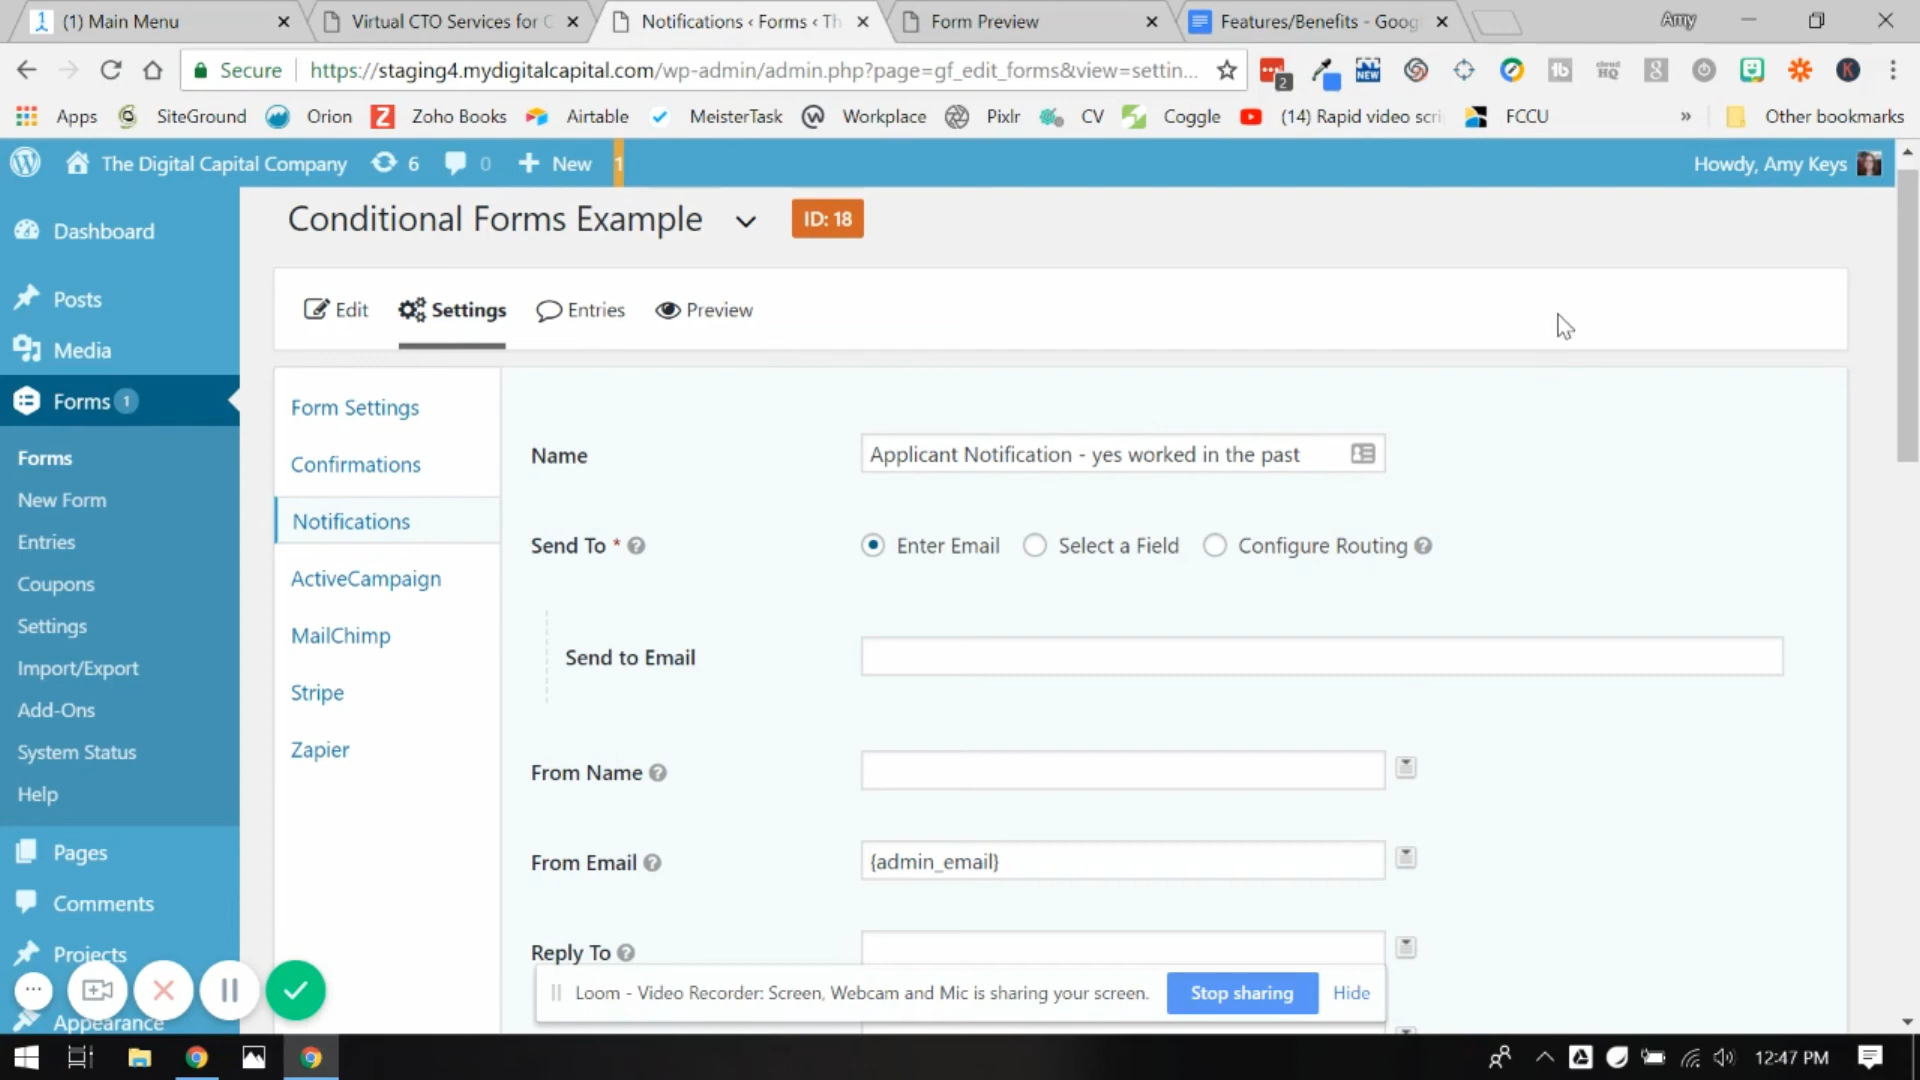 (1) Main Menu
Virtual CTO Services for C
Notifications ‹ Forms ‹ Th
Form Preview
Features/Benefits - Goog
Amy
Secure
https://staging4.mydigitalcapital.com/wp-admin/admin.php?page=gf_edit_forms&view=settin...
2
NEW
cloud HQ
K
Apps
SiteGround
Orion
Zoho Books
Airtable
MeisterTask
Workplace
Pixlr
CV
Coggle
(14) Rapid video scri
FCCU
»
Other bookmarks
The Digital Capital Company
6
0
New
1
Howdy, Amy Keys
Dashboard
Posts
Media
Forms 1
Forms
New Form
Entries
Coupons
Settings
Import/Export
Add-Ons
System Status
Help
Pages
Comments
Projects
Appearance
Conditional Forms Example
ID: 18
Edit
Settings
Entries
Preview
Form Settings
Confirmations
Notifications
ActiveCampaign
MailChimp
Stripe
Zapier
Name
Applicant Notification - yes worked in the past
Send To *
Enter Email
Select a Field
Configure Routing
Send to Email
From Name
From Email
{admin_email}
Reply To
Loom - Video Recorder: Screen, Webcam and Mic is sharing your screen.
Stop sharing
Hide
12:47 PM